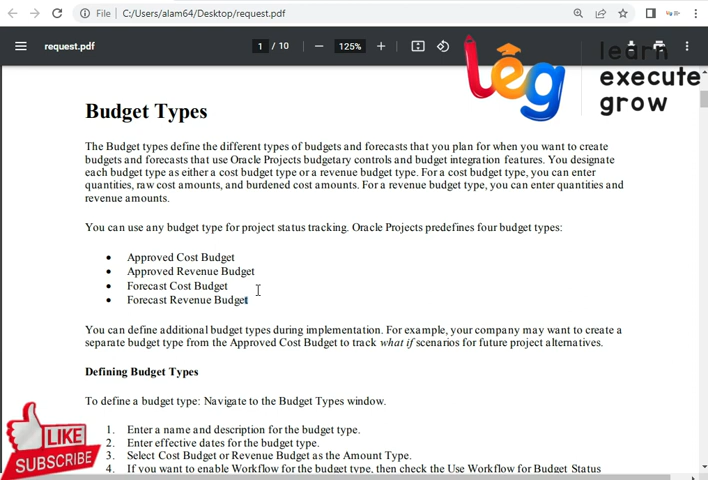 File
C:/Users/alam64/Desktop/request.pdf
request.pdf
1 / 10
125%
leg
learn
execute
grow
Budget Types
The Budget types define the different types of budgets and forecasts that you plan for when you want to create
budgets and forecasts that use Oracle Projects budgetary controls and budget integration features. You designate
each budget type as either a cost budget type or a revenue budget type. For a cost budget type, you can enter
quantities, raw cost amounts, and burdened cost amounts. For a revenue budget type, you can enter quantities and
revenue amounts.
You can use any budget type for project status tracking. Oracle Projects predefines four budget types:
• Approved Cost Budget
• Approved Revenue Budget
• Forecast Cost Budget
• Forecast Revenue Budget
You can define additional budget types during implementation. For example, your company may want to create a
separate budget type from the Approved Cost Budget to track what if scenarios for future project alternatives.
Defining Budget Types
To define a budget type: Navigate to the Budget Types window.
1. Enter a name and description for the budget type.
2. Enter effective dates for the budget type.
3. Select Cost Budget or Revenue Budget as the Amount Type.
4. If you want to enable Workflow for the budget type, then check the Use Workflow for Budget Status
LIKE
SUBSCRIBE